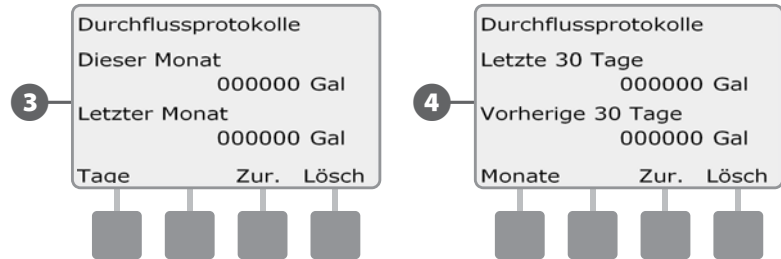 3
Durchflussprotokolle
Dieser Monat
000000 Gal
Letzter Monat
000000 Gal
Tage Zur. Lösch
4
Durchflussprotokolle
Letzte 30 Tage
000000 Gal
Vorherige 30 Tage
000000 Gal
Monate Zur. Lösch